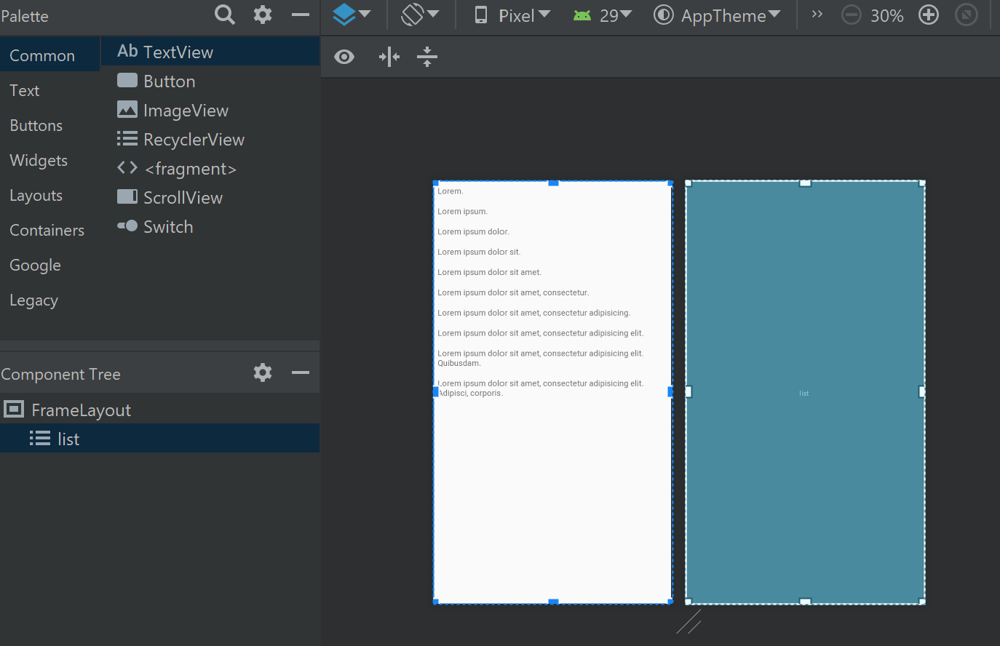 Palette
Pixel
29
AppTheme
30%
Common
Text
Buttons
Widgets
Layouts
Containers
Google
Legacy
Ab TextView
Button
ImageView
RecyclerView
<fragment>
ScrollView
Switch
Component Tree
FrameLayout
list
Lorem.
Lorem ipsum.
Lorem ipsum dolor.
Lorem ipsum dolor sit.
Lorem ipsum dolor sit amet.
Lorem ipsum dolor sit amet, consectetur.
Lorem ipsum dolor sit amet, consectetur adipisicing.
Lorem ipsum dolor sit amet, consectetur adipisicing elit.
Lorem ipsum dolor sit amet, consectetur adipisicing elit.
Quibusdam.
Lorem ipsum dolor sit amet, consectetur adipisicing elit.
Adipisci, corporis.
list